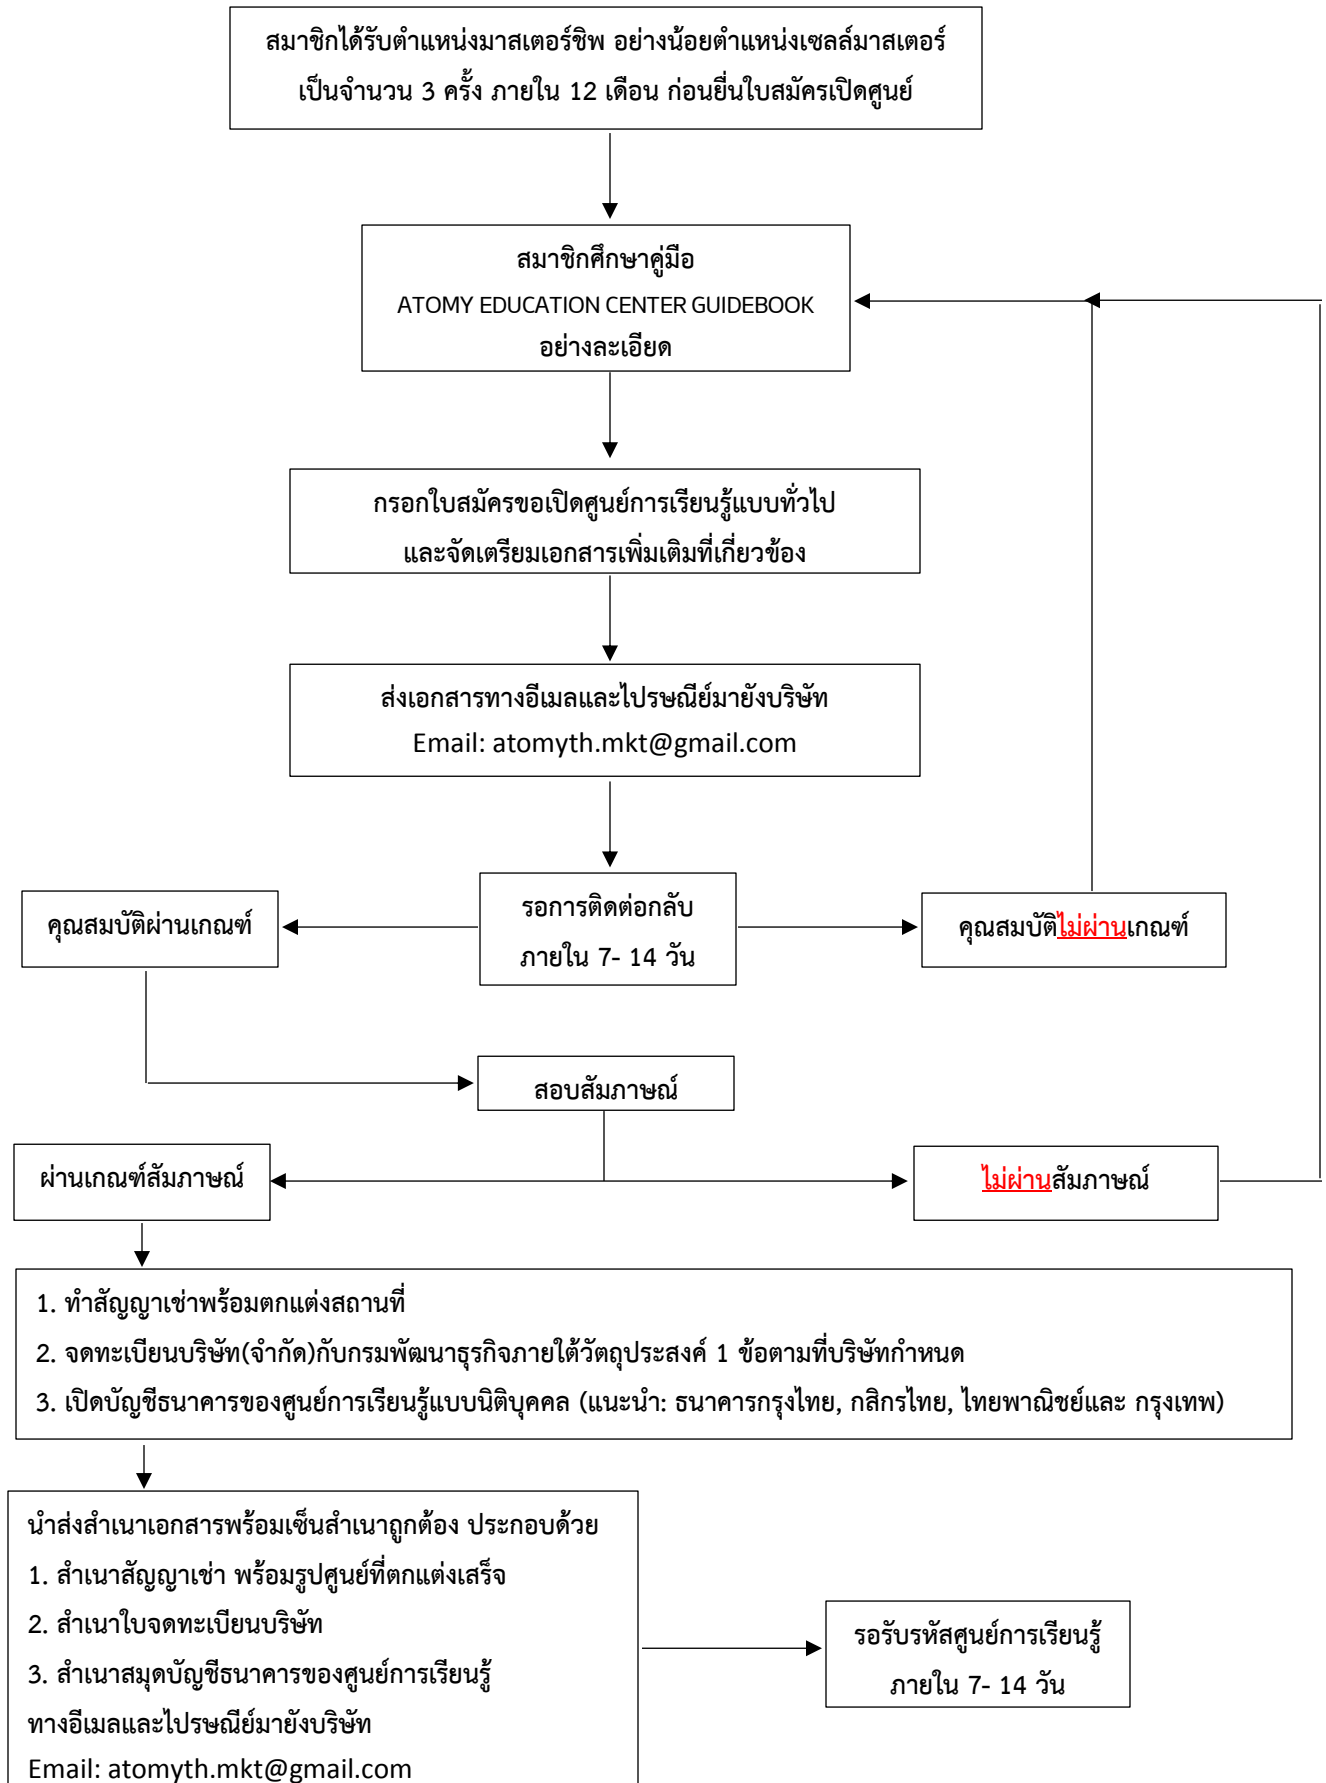 สมาชิกได้รับตำแหน่งมาสเตอร์ชิพ อย่างน้อยตำแหน่งเซลล์มาสเตอร์
เป็นจำนวน 3 ครั้ง ภายใน 12 เดือน ก่อนยื่นใบสมัครเปิดศูนย์
สมาชิกศึกษาคู่มือ
ATOMY EDUCATION CENTER GUIDEBOOK
อย่างละเอียด
กรอกใบสมัครขอเปิดศูนย์การเรียนรู้แบบทั่วไป
และจัดเตรียมเอกสารเพิ่มเติมที่เกี่ยวข้อง
ส่งเอกสารทางอีเมลและไปรษณีย์มายังบริษัท
Email: atomyth.mkt@gmail.com
คุณสมบัติผ่านเกณฑ์
รอการติดต่อกลับ
ภายใน 7- 14 วัน
คุณสมบัติไม่ผ่านเกณฑ์
สอบสัมภาษณ์
ผ่านเกณฑ์สัมภาษณ์
ไม่ผ่านสัมภาษณ์
1. ทำสัญญาเช่าพร้อมตกแต่งสถานที่
2. จดทะเบียนบริษัท(จำกัด)กับกรมพัฒนาธุรกิจภายใต้วัตถุประสงค์ 1 ข้อตามที่บริษัทกำหนด
3. เปิดบัญชีธนาคารของศูนย์การเรียนรู้แบบนิติบุคคล (แนะนำ: ธนาคารกรุงไทย, กสิกรไทย, ไทยพาณิชย์และ กรุงเทพ)
นำส่งสำเนาเอกสารพร้อมเซ็นสำเนาถูกต้อง ประกอบด้วย
1. สำเนาสัญญาเช่า พร้อมรูปศูนย์ที่ตกแต่งเสร็จ
2. สำเนาใบจดทะเบียนบริษัท
3. สำเนาสมุดบัญชีธนาคารของศูนย์การเรียนรู้
ทางอีเมลและไปรษณีย์มายังบริษัท
Email: atomyth.mkt@gmail.com
รอรับรหัสศูนย์การเรียนรู้
ภายใน 7- 14 วัน